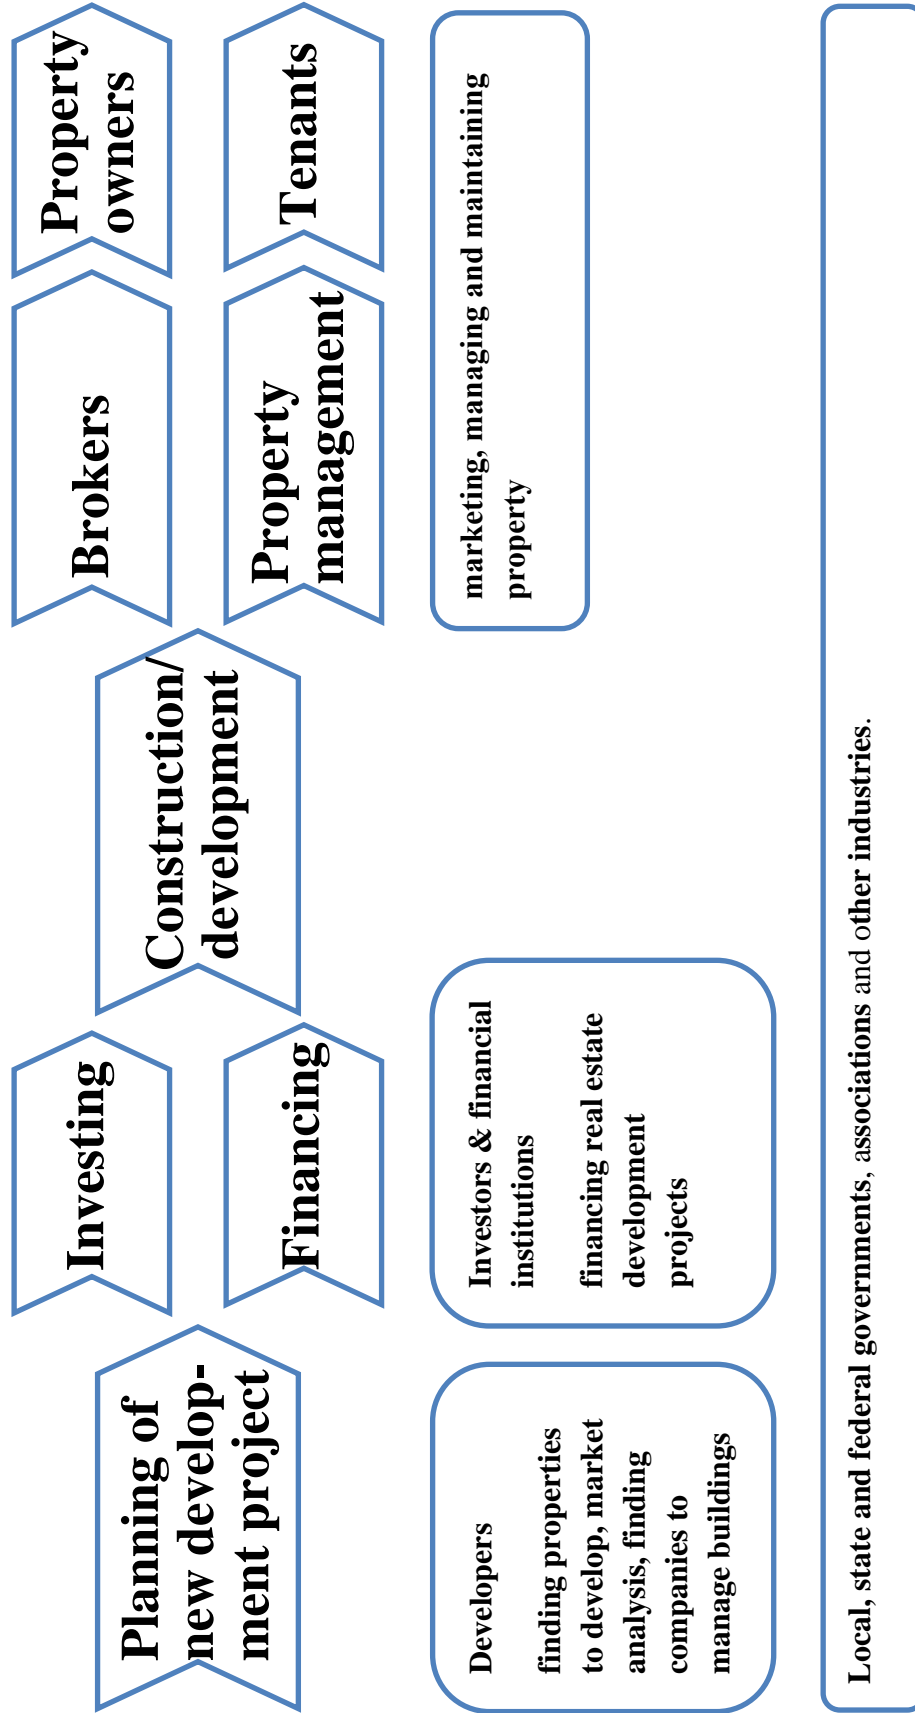 Planning of
new develop-
ment project
Investing
Financing
Construction/
development
Brokers
Property
management
Property
owners
Tenants
Developers
finding properties
to develop, market
analysis, finding
companies to
manage buildings
Investors & financial
institutions
financing real estate
development
projects
marketing, managing and maintaining
property
Local, state and federal governments, associations and other industries.